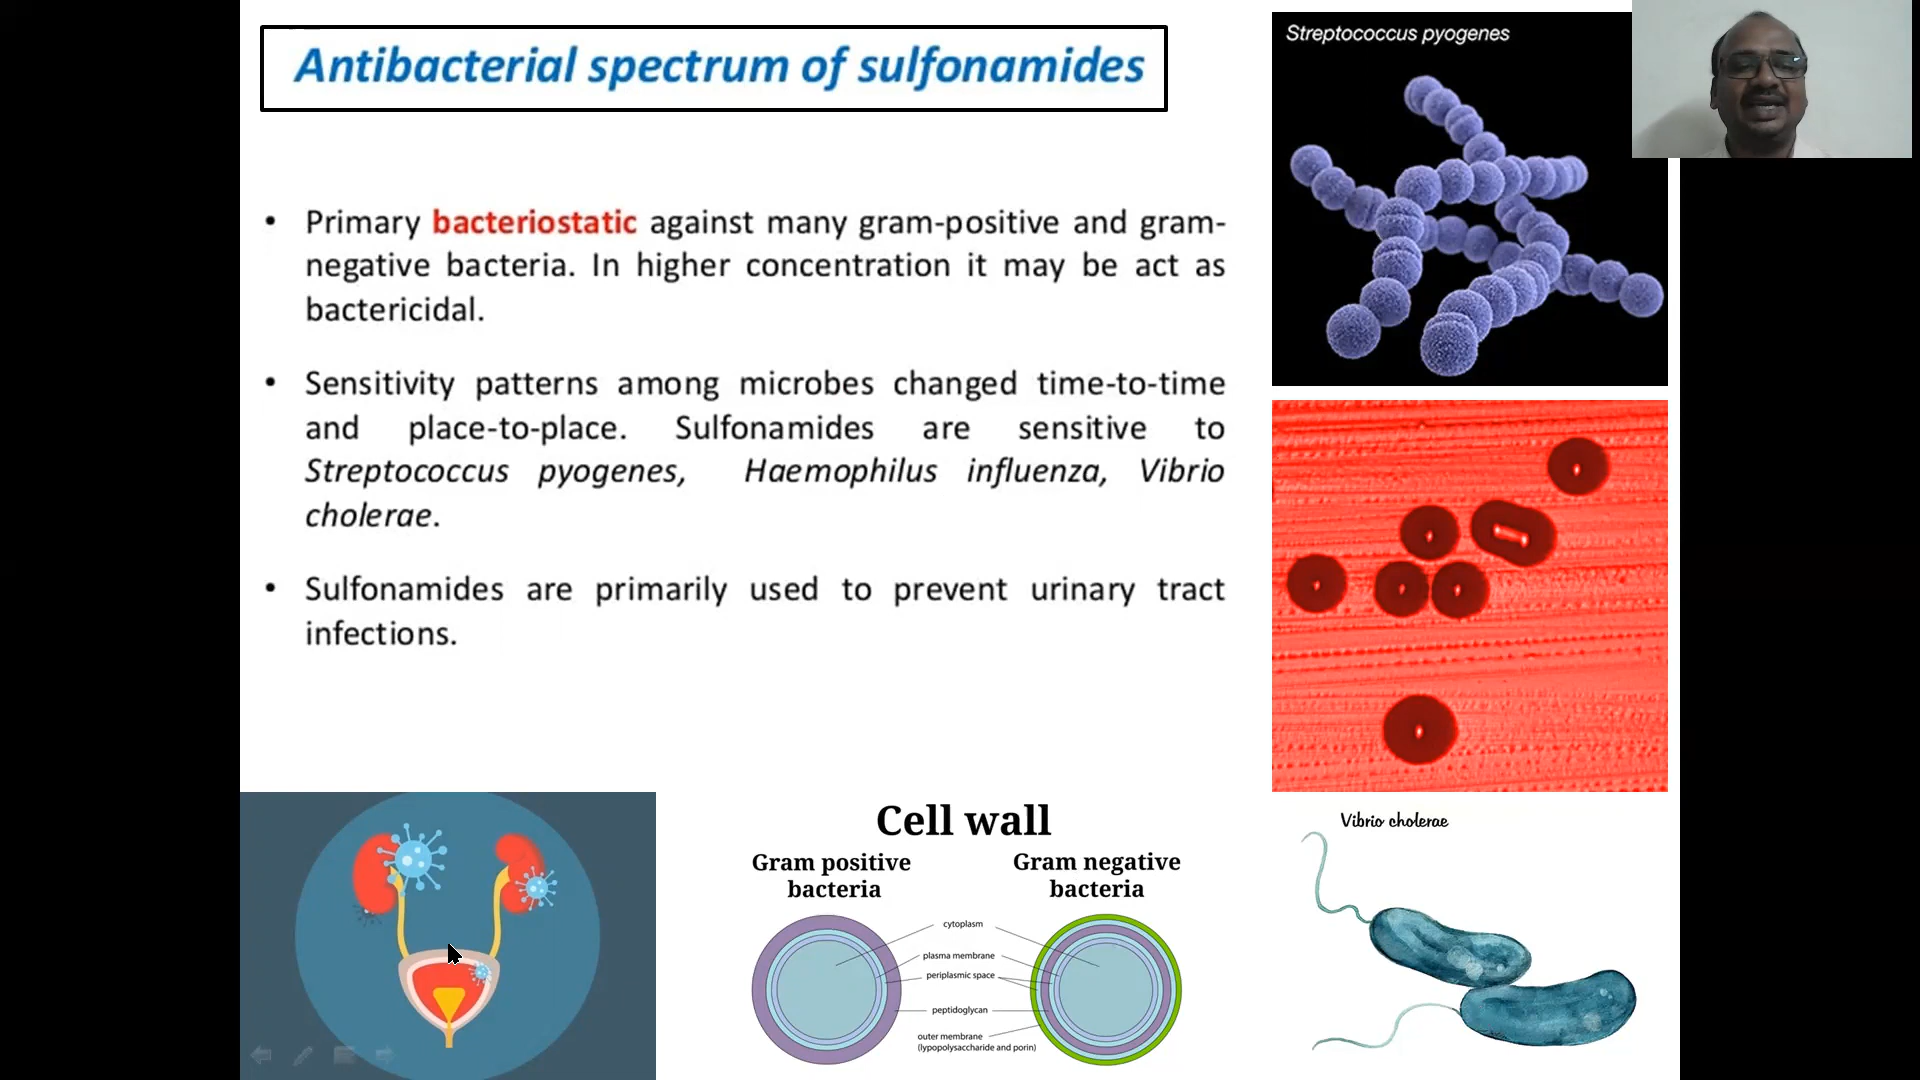 Antibacterial spectrum of sulfonamides
• Primary bacteriostatic against many gram-positive and gram-
negative bacteria. In higher concentration it may be act as
bactericidal.
• Sensitivity patterns among microbes changed time-to-time
and place-to-place. Sulfonamides are sensitive to
Streptococcus pyogenes, Haemophilus influenza, Vibrio
cholerae.
• Sulfonamides are primarily used to prevent urinary tract
infections.
Streptococcus pyogenes
Cell wall
Gram positive
bacteria
Gram negative
bacteria
cytoplasm
plasma membrane
periplasmic space
peptidoglycan
outer membrane
(lypopolysaccharide and porin)
Vibrio cholerae